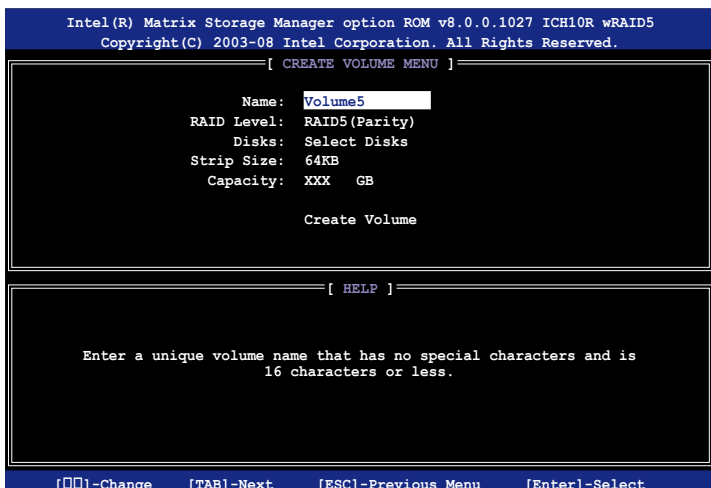 Intel(R) Matrix Storage Manager option ROM v8.0.0.1027 ICH10R wRAID5
Copyright(C) 2003-08 Intel Corporation. All Rights Reserved.
[ CREATE VOLUME MENU ]
Name: Volume5
RAID Level: RAID5(Parity)
Disks: Select Disks
Strip Size: 64KB
Capacity: XXX GB
Create Volume
[ HELP ]
Enter a unique volume name that has no special characters and is
16 characters or less.
[▯▯]-Change [TAB]-Next [ESC]-Previous Menu [Enter]-Select